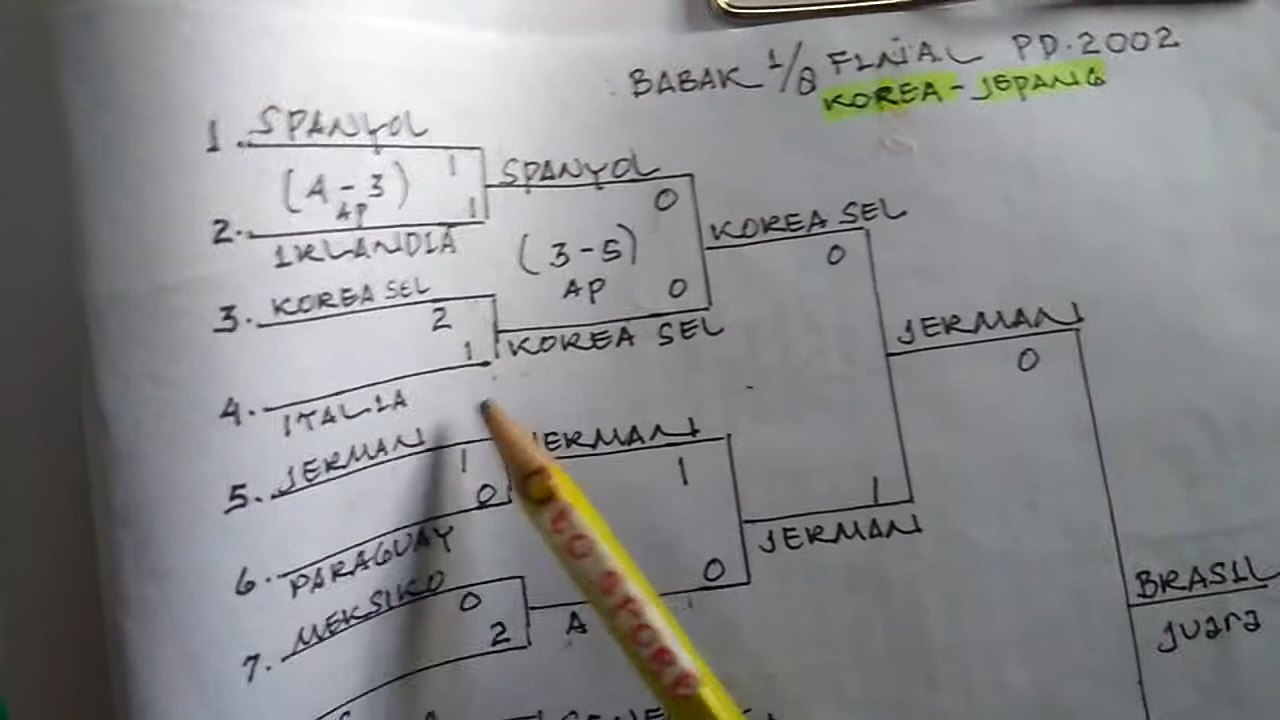 BABAK 1/8 FINAL PD.2002
KOREA - JEPANG
1. SPANYOL
1
(4-3)
AP
1
2. IRLANDIA
SPANYOL
0
(3-5)
AP
0
KOREA SEL
3. KOREA SEL
2
1
4. ITALIA
KOREA SEL
0
JERMAN
0
5. JERMAN
1
0
6. PARAGUAY
JERMAN
1
0
A
7. MEKSIKO
0
2
1
JERMAN
BRASIL
JUARA